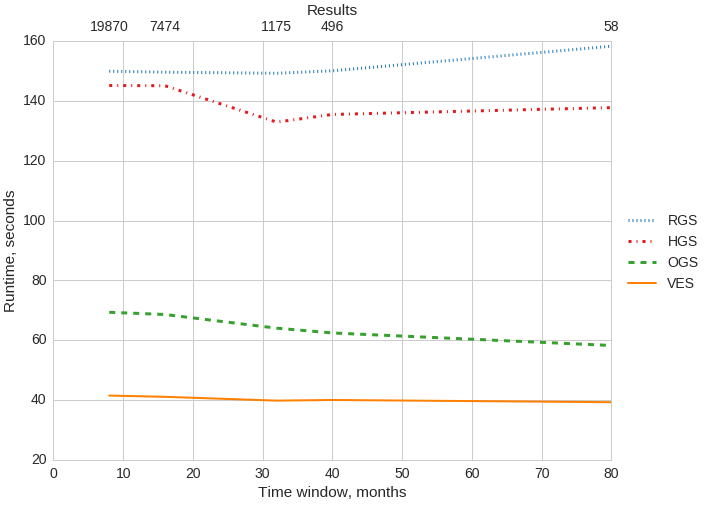 Results
19870 7474 1175 496 58
160
140
120
100
80
60
40
20
Runtime, seconds
0 10 20 30 40 50 60 70 80
Time window, months
RGS
HGS
OGS
VES